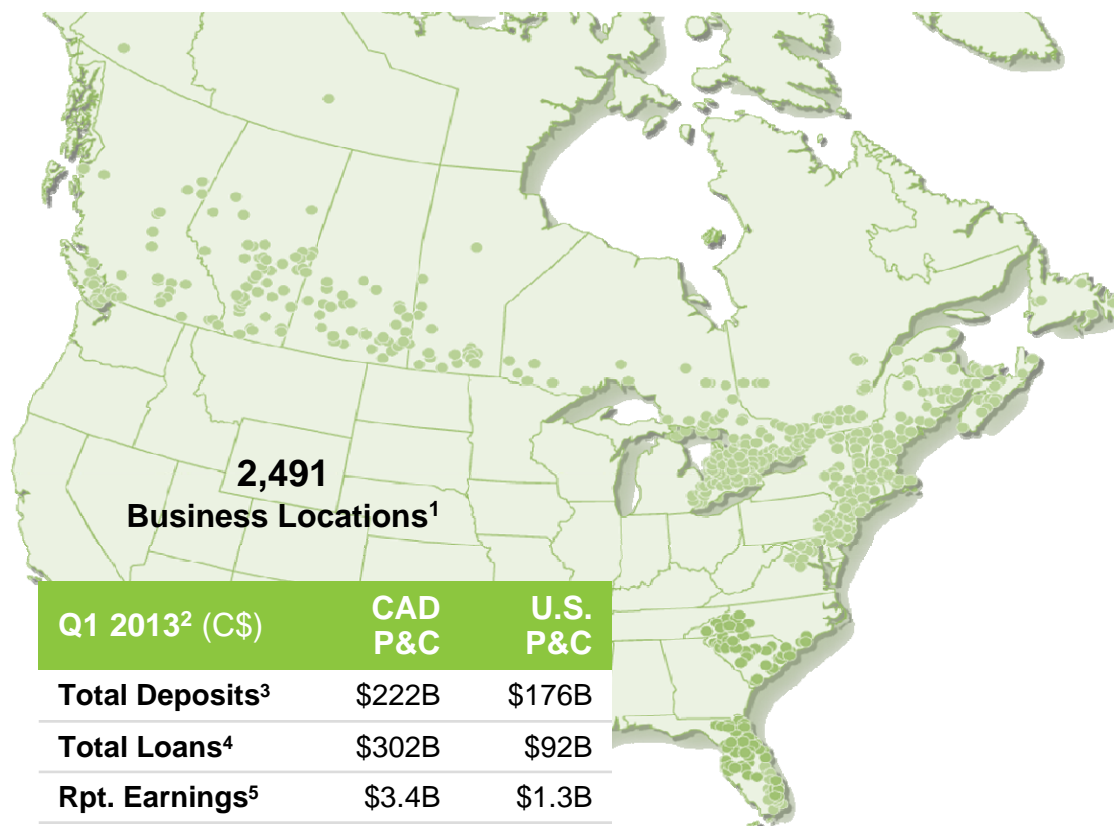 2,491
Business Locations¹
Q1 2013² (C$) CAD P&C U.S. P&C
Total Deposits³ $222B $176B
Total Loans⁴ $302B $92B
Rpt. Earnings⁵ $3.4B $1.3B